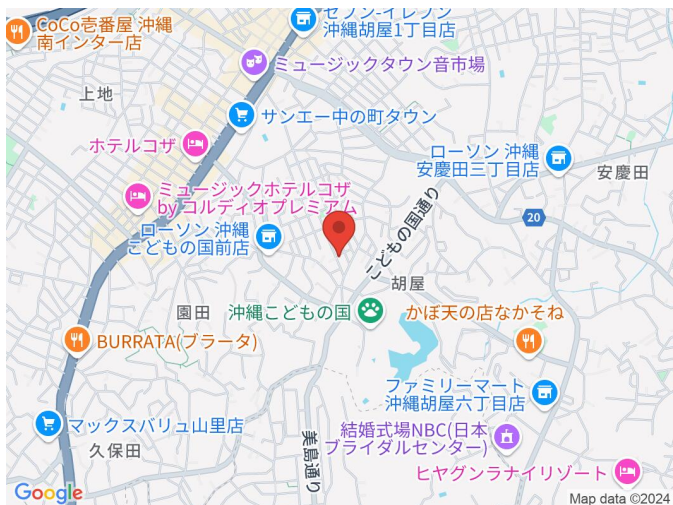 CoCo壱番屋 沖縄
南インター店
セブン-イレブン
沖縄胡屋1丁目店
ミュージックタウン音市場
上地
サンエー中の町タウン
ホテルコザ
ローソン 沖縄
安慶田三丁目店
安慶田
ミュージックホテルコザ
by コルディオプレミアム
20
ローソン 沖縄
こどもの国前店
こどもの国通り
胡屋
園田
沖縄こどもの国
かぼ天の店なかそね
BURRATA(ブラータ)
ファミリーマート
沖縄胡屋六丁目店
マックスバリュ山里店
結婚式場NBC(日本
ブライダルセンター)
久保田
美島通り
ヒヤグンラナイリゾート
Google
Map data ©2024